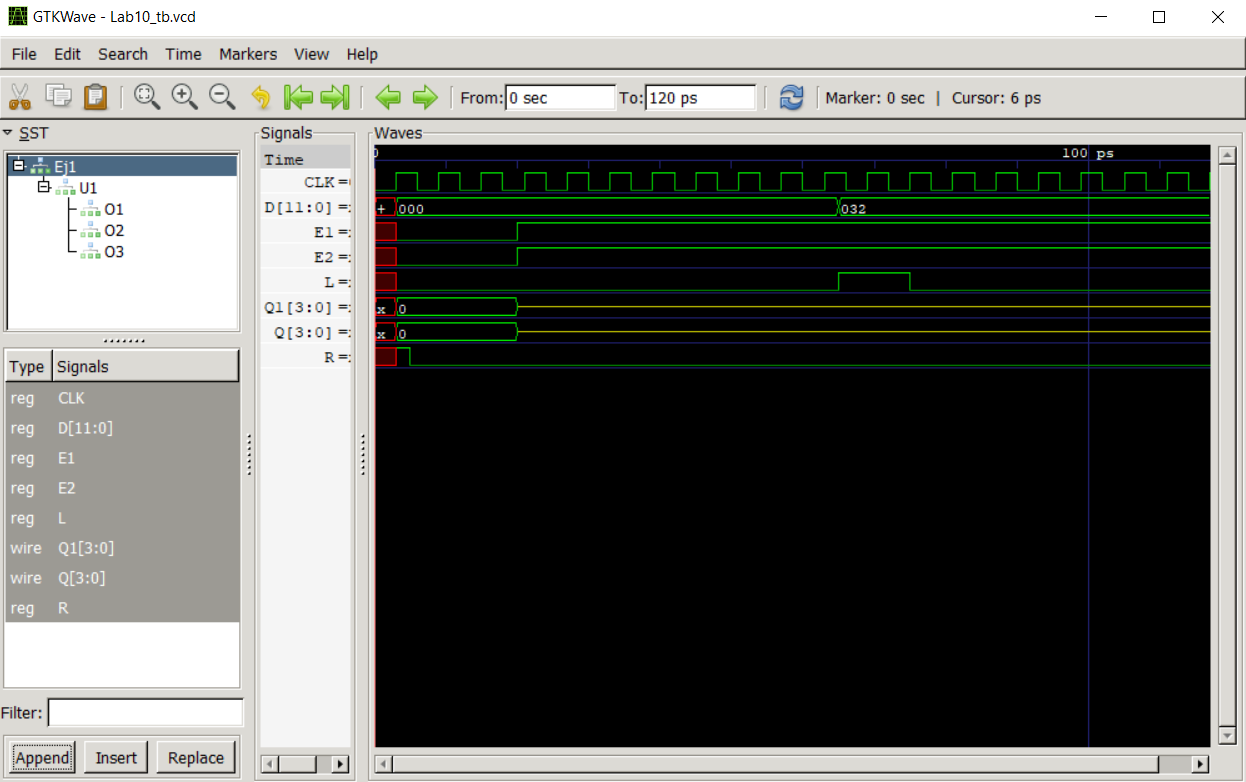 GTKWave - Lab10_tb.vcd
File Edit Search Time Markers View Help
From: 0 sec To: 120 ps Marker: 0 sec | Cursor: 6 ps
SST
Ej1
U1
O1
O2
O3
Type Signals
reg CLK
reg D[11:0]
reg E1
reg E2
reg L
wire Q1[3:0]
wire Q[3:0]
reg R
Filter:
Append Insert Replace
Signals
Time
CLK =
D[11:0] =
E1 =
E2 =
L =
Q1[3:0] =
Q[3:0] =
R =
Waves
100 ps
+ 000 032
x 0
x 0